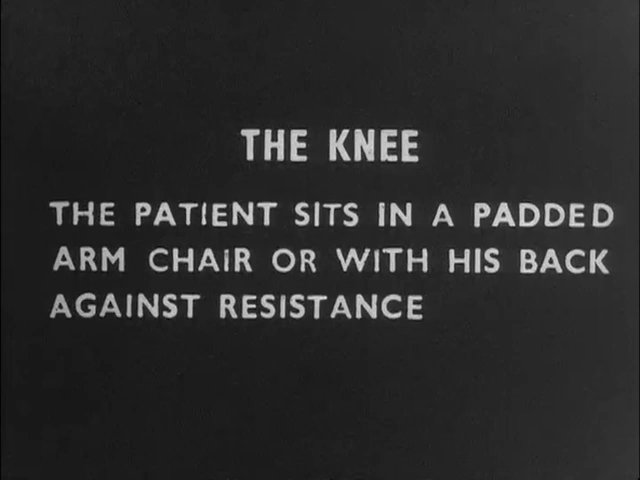 THE KNEE
THE PATIENT SITS IN A PADDED
ARM CHAIR OR WITH HIS BACK
AGAINST RESISTANCE